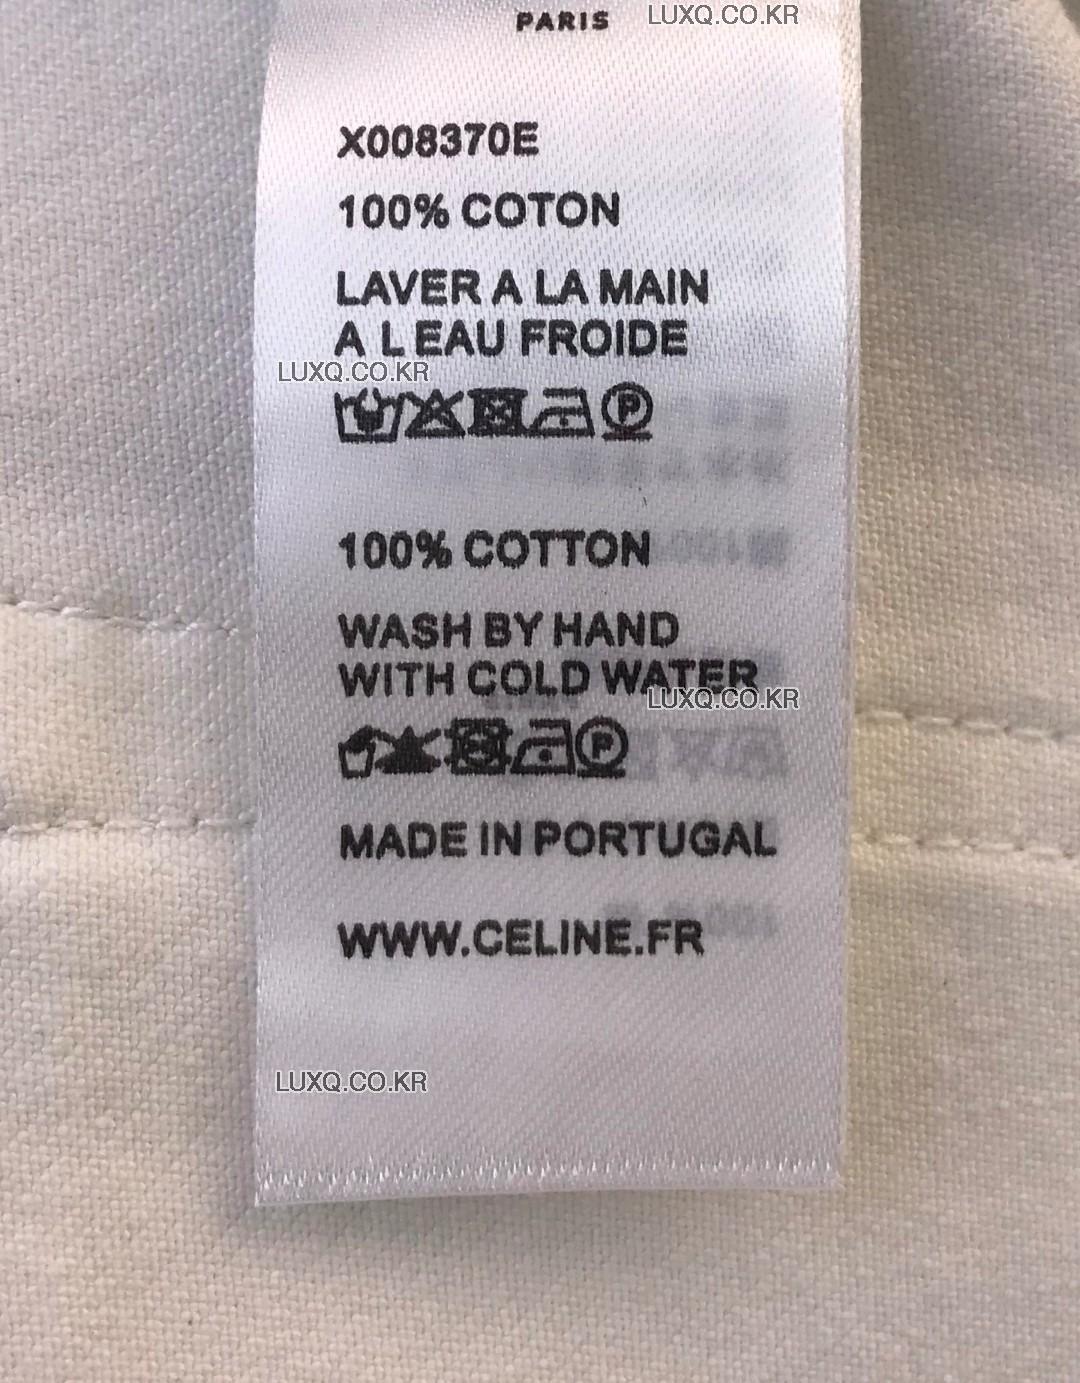 PARIS LUXQ.CO.KR
X008370E
100% COTON
LAVER A LA MAIN
A L EAU FROIDE
LUXQ.CO.KR
P
100% COTTON
WASH BY HAND
WITH COLD WATER
LUXQ.CO.KR
P
MADE IN PORTUGAL
WWW.CELINE.FR
LUXQ.CO.KR